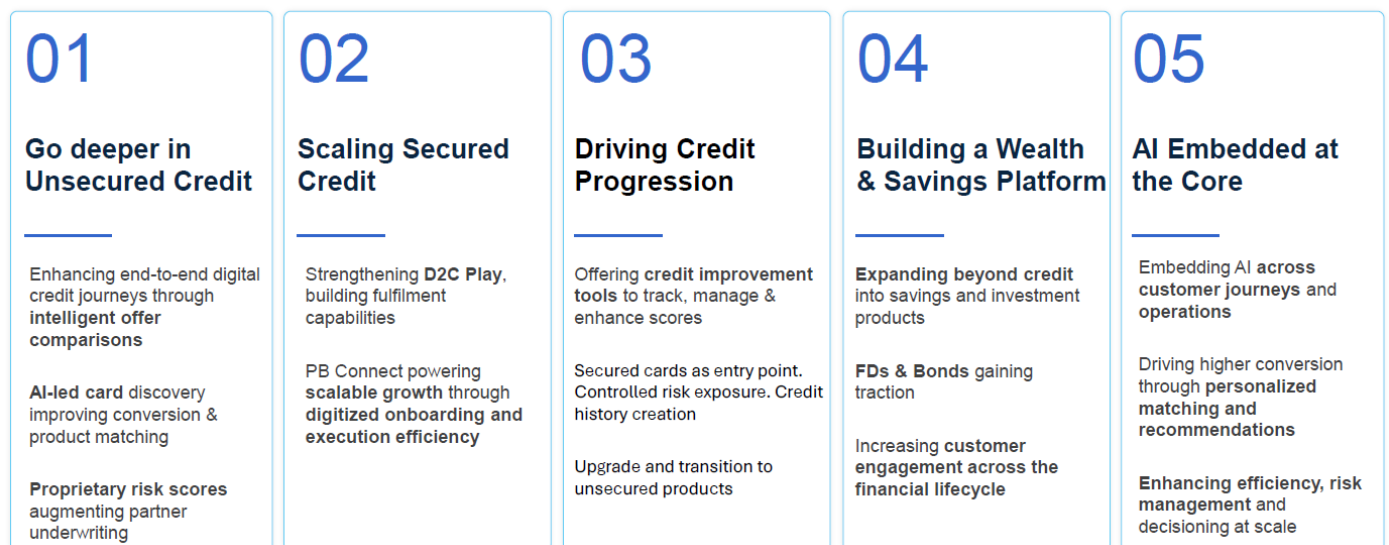 01
Go deeper in
Unsecured Credit
Enhancing end-to-end digital
credit journeys through
intelligent offer
comparisons
AI-led card discovery
improving conversion &
product matching
Proprietary risk scores
augmenting partner
underwriting
02
Scaling Secured
Credit
Strengthening D2C Play,
building fulfilment
capabilities
PB Connect powering
scalable growth through
digitized onboarding and
execution efficiency
03
Driving Credit
Progression
Offering credit improvement
tools to track, manage &
enhance scores
Secured cards as entry point.
Controlled risk exposure. Credit
history creation
Upgrade and transition to
unsecured products
04
Building a Wealth
& Savings Platform
Expanding beyond credit
into savings and investment
products
FDs & Bonds gaining
traction
Increasing customer
engagement across the
financial lifecycle
05
AI Embedded at
the Core
Embedding AI across
customer journeys and
operations
Driving higher conversion
through personalized
matching and
recommendations
Enhancing efficiency, risk
management and
decisioning at scale